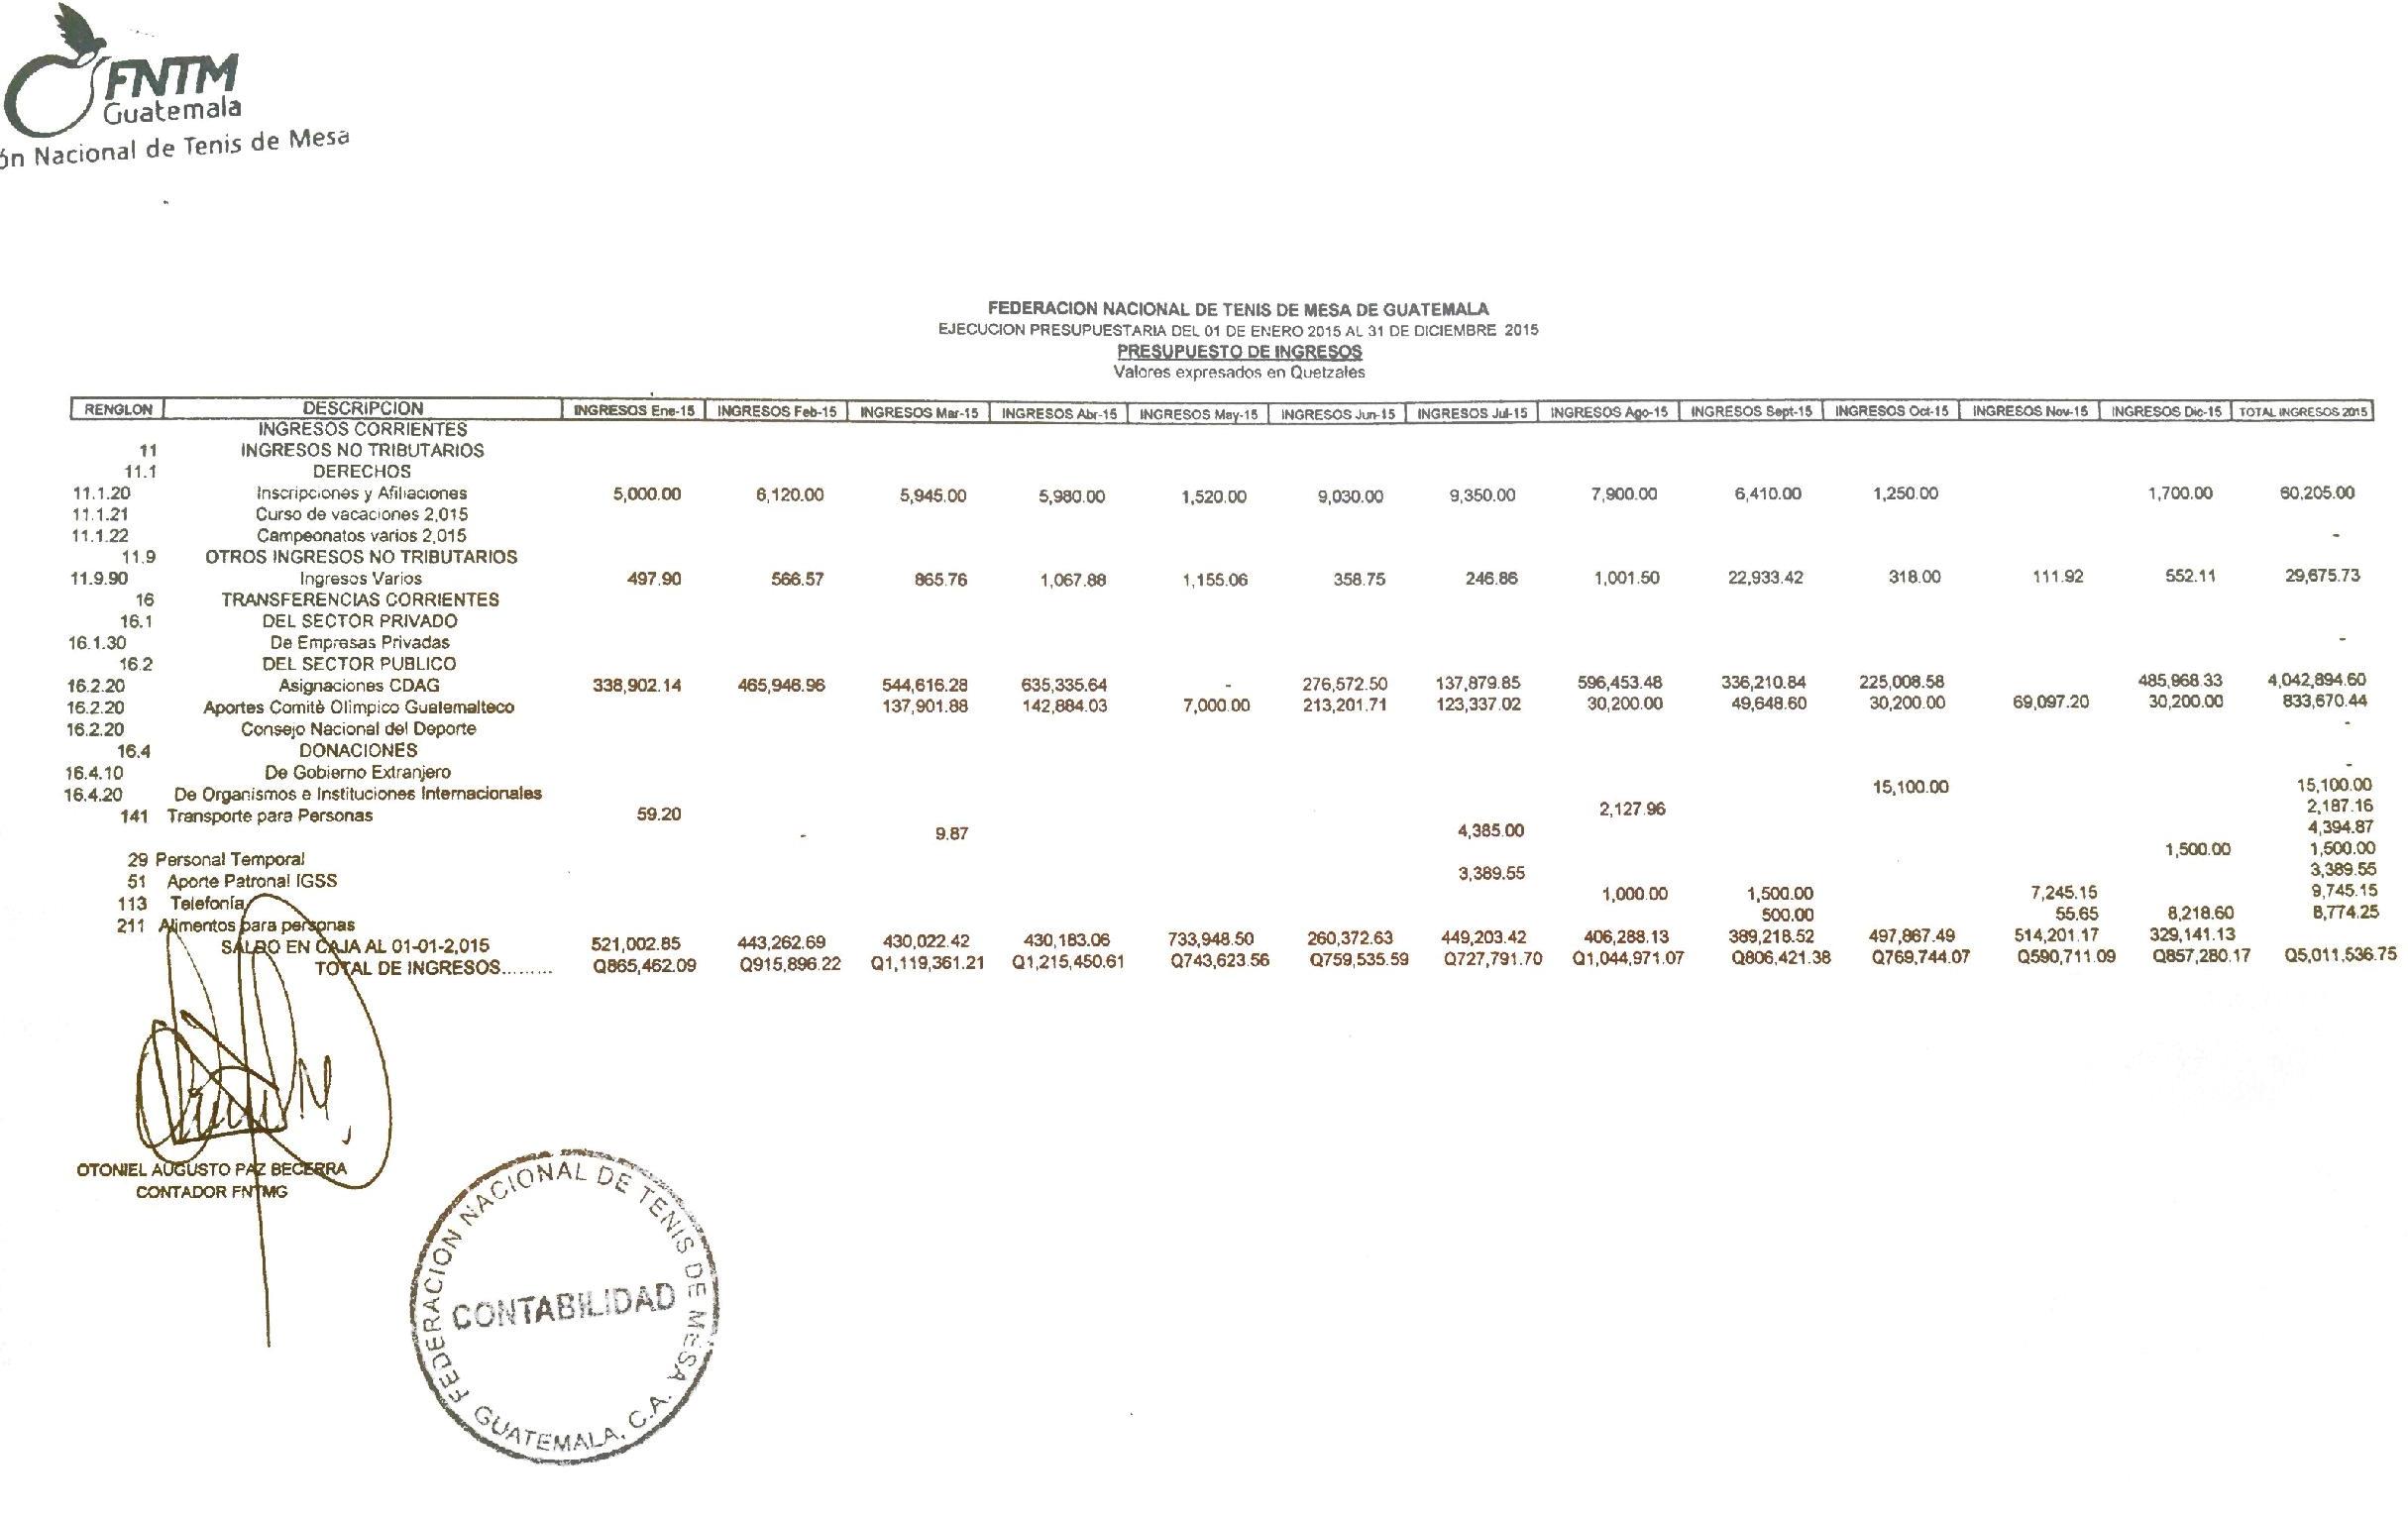 FNTM
Guatemala
ón Nacional de Tenis de Mesa
FEDERACION NACIONAL DE TENIS DE MESA DE GUATEMALA
EJECUCION PRESUPUESTARIA DEL 01 DE ENERO 2015 AL 31 DE DICIEMBRE 2015
PRESUPUESTO DE INGRESOS
Valores expresados en Quetzales
RENGLON DESCRIPCION INGRESOS Ene-15 INGRESOS Feb-15 INGRESOS Mar-15 INGRESOS Abr-15 INGRESOS May-15 INGRESOS Jun-15 INGRESOS Jul-15 INGRESOS Ago-15 INGRESOS Sept-15 INGRESOS Oct-15 INGRESOS Nov-15 INGRESOS Dic-15 TOTAL INGRESOS 2015
INGRESOS CORRIENTES
11 INGRESOS NO TRIBUTARIOS
11.1 DERECHOS
11.1.20 Inscripciones y Afiliaciones 5,000.00 6,120.00 5,945.00 5,980.00 1,520.00 9,030.00 9,350.00 7,900.00 6,410.00 1,250.00 1,700.00 60,205.00
11.1.21 Curso de vacaciones 2,015
11.1.22 Campeonatos varios 2,015 -
11.9 OTROS INGRESOS NO TRIBUTARIOS
11.9.90 Ingresos Varios 497.90 566.57 865.76 1,067.88 1,155.06 358.75 246.86 1,001.50 22,933.42 318.00 111.92 552.11 29,675.73
16 TRANSFERENCIAS CORRIENTES
16.1 DEL SECTOR PRIVADO
16.1.30 De Empresas Privadas -
16.2 DEL SECTOR PUBLICO
16.2.20 Asignaciones CDAG 338,902.14 465,946.96 544,616.28 635,335.64 - 276,572.50 137,879.85 596,453.48 336,210.84 225,008.58 485,968.33 4,042,894.60
16.2.20 Aportes Comitè Olìmpico Guatemalteco 137,901.88 142,884.03 7,000.00 213,201.71 123,337.02 30,200.00 49,648.60 30,200.00 69,097.20 30,200.00 833,670.44
16.2.20 Consejo Nacional del Deporte -
16.4 DONACIONES
16.4.10 De Gobierno Extranjero -
16.4.20 De Organismos e Instituciones Internacionales 15,100.00 15,100.00
141 Transporte para Personas 59.20 2,127.96 2,187.16
- 9.87 4,385.00 4,394.87
29 Personal Temporal 1,500.00 1,500.00
51 Aporte Patronal IGSS 3,389.55 3,389.55
113 Telefonía 1,000.00 1,500.00 7,245.15 9,745.15
211 Alimentos para personas 500.00 55.65 8,218.60 8,774.25
SALDO EN CAJA AL 01-01-2,015 521,002.85 443,262.69 430,022.42 430,183.06 733,948.50 260,372.63 449,203.42 406,288.13 389,218.52 497,867.49 514,201.17 329,141.13
TOTAL DE INGRESOS......... Q865,462.09 Q915,896.22 Q1,119,361.21 Q1,215,450.61 Q743,623.56 Q759,535.59 Q727,791.70 Q1,044,971.07 Q806,421.38 Q769,744.07 Q590,711.09 Q857,280.17 Q5,011,536.75
OTONIEL AUGUSTO PAZ BECERRA
CONTADOR FNTMG
FEDERACION NACIONAL DE TENIS DE MESA
CONTABILIDAD
GUATEMALA, C.A.